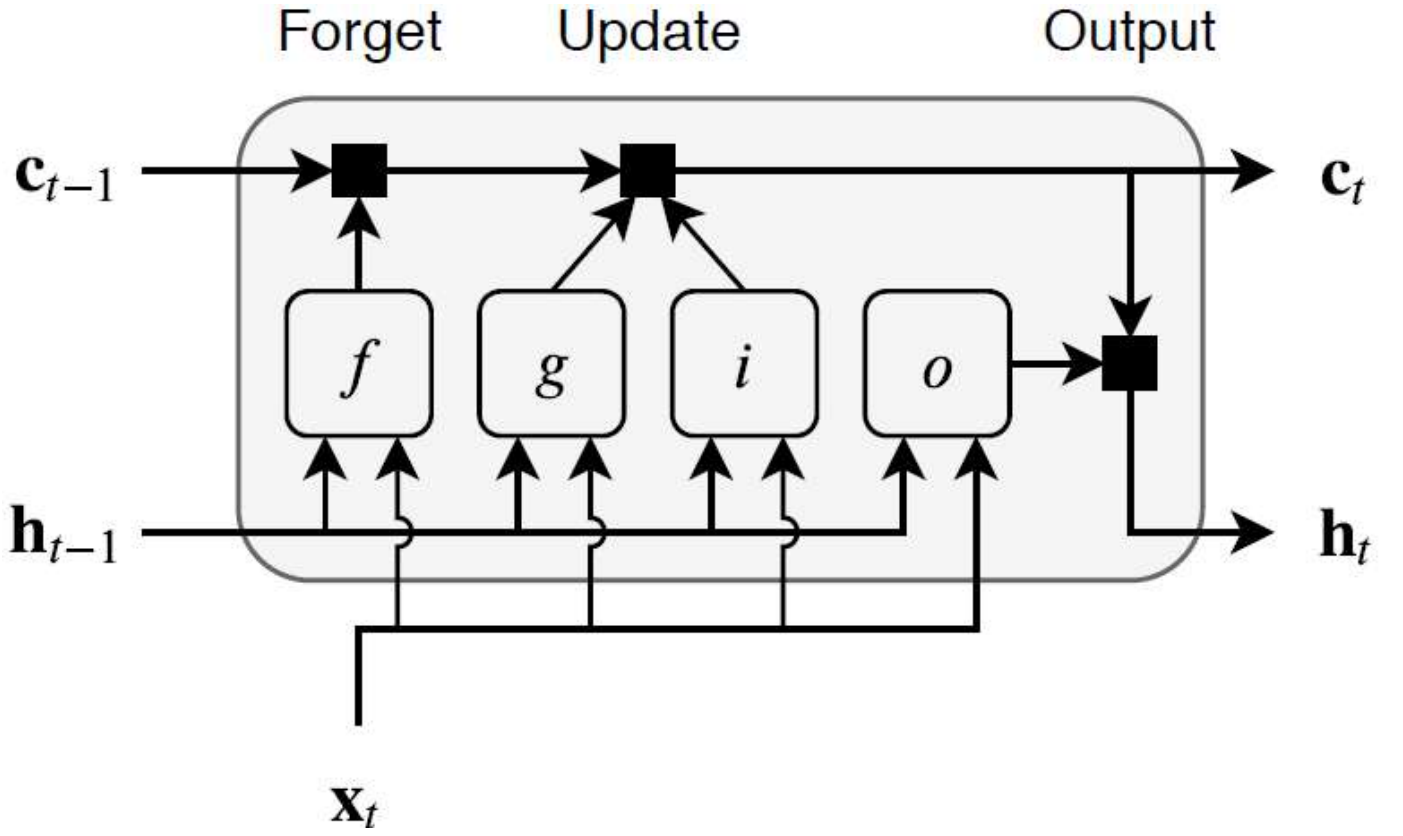 Forget Update Output
c_{t−1} c_t
f g i o
h_{t−1} h_t
x_t